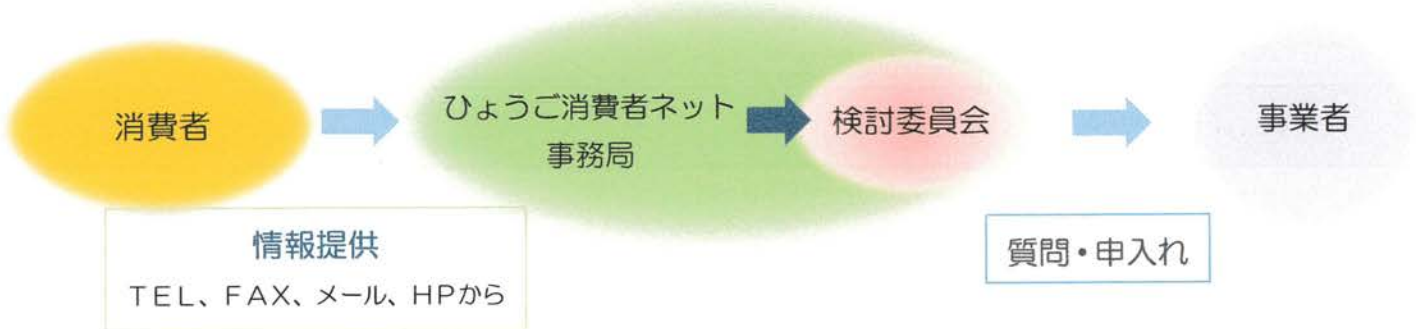 消費者
ひょうご消費者ネット
事務局
検討委員会
事業者
情報提供
TEL、FAX、メール、HPから
質問・申入れ